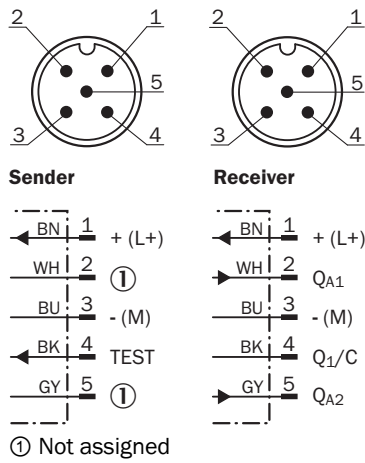 2 1 2 1
5 5
3 4 3 4
Sender Receiver
BN 1 + (L+) BN 1 + (L+)
WH 2 ① WH 2 QA1
BU 3 - (M) BU 3 - (M)
BK 4 TEST BK 4 Q1/C
GY 5 ① GY 5 QA2
① Not assigned